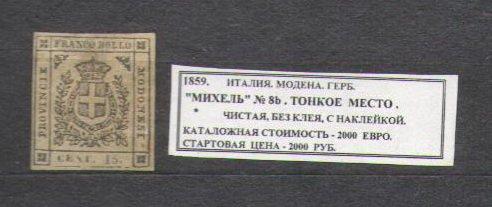 FRANCO BOLLO
PROVINCIE
MODONESI
CENT. 15.
1859. ИТАЛИЯ. МОДЕНА. ГЕРБ.
"МИХЕЛЬ" № 8b . ТОНКОЕ МЕСТО .
* ЧИСТАЯ, БЕЗ КЛЕЯ, С НАКЛЕЙКОЙ.
КАТАЛОЖНАЯ СТОИМОСТЬ - 2000 ЕВРО.
СТАРТОВАЯ ЦЕНА - 2000 РУБ.